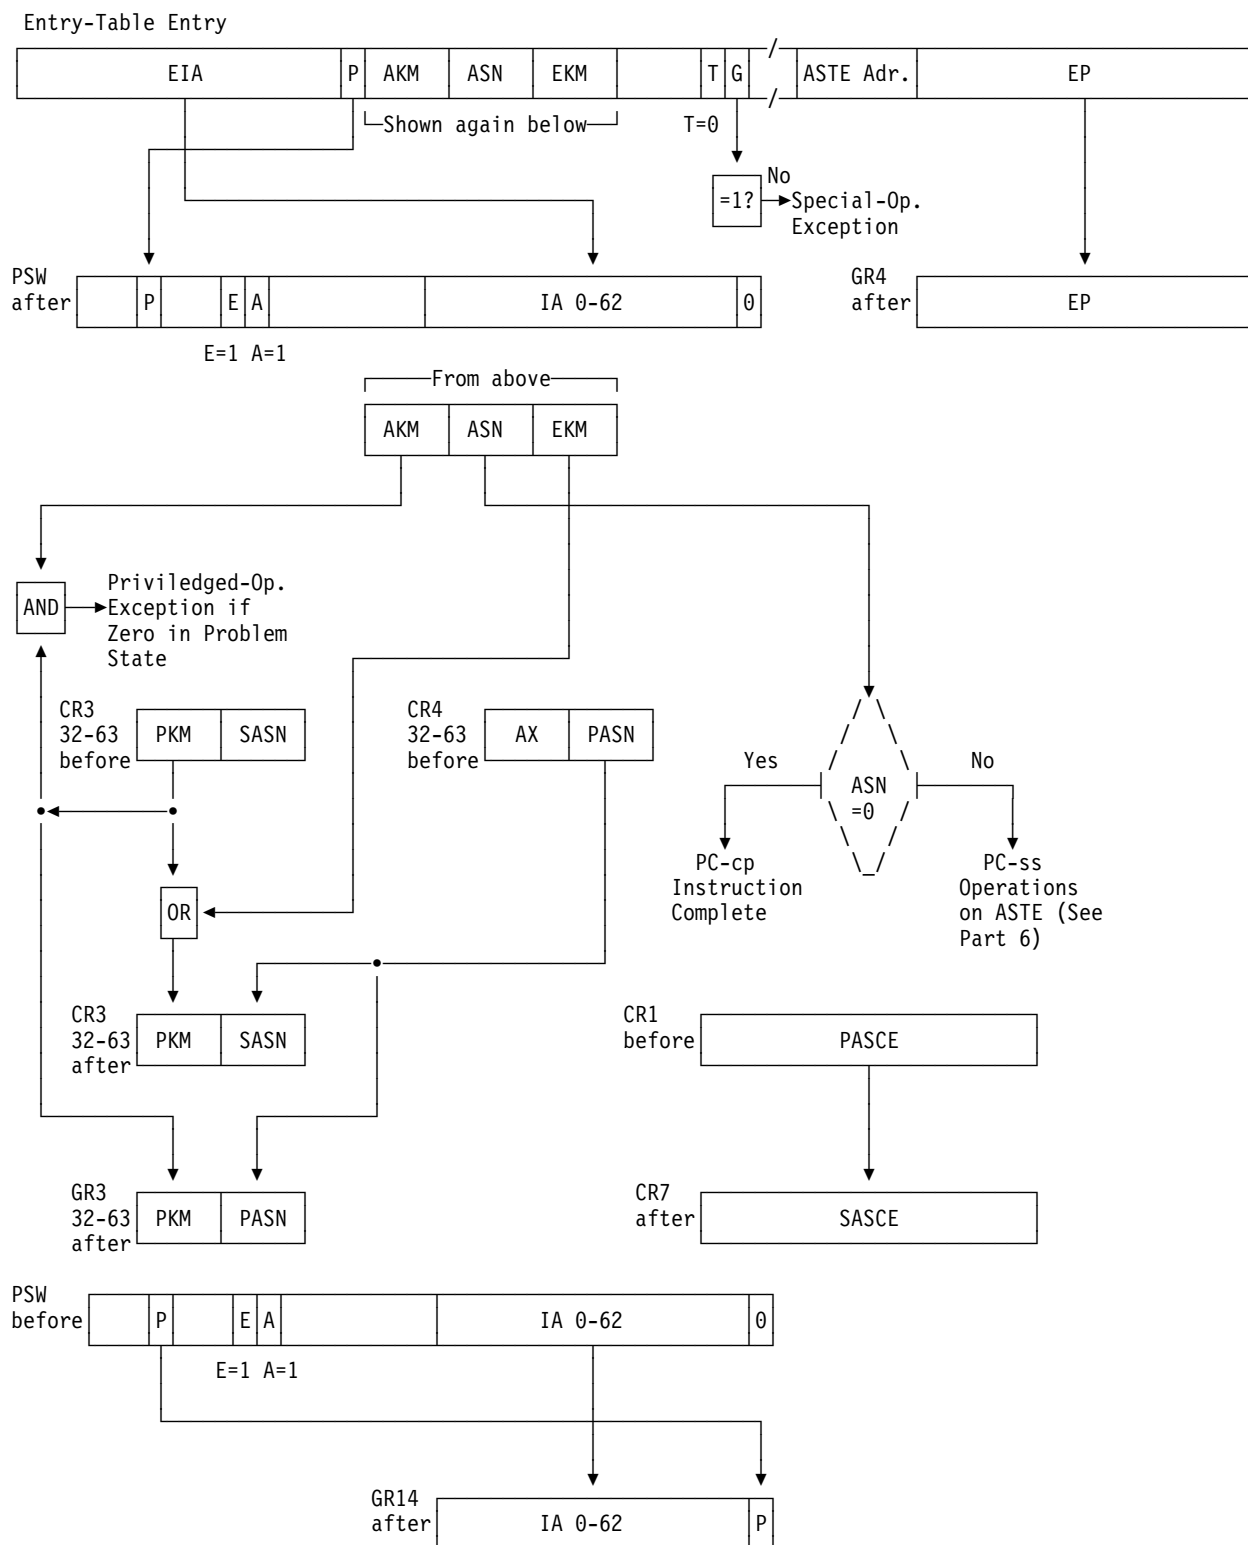 Entry-Table Entry
EIA P AKM ASN EKM T G / / ASTE Adr. EP
Shown again below T=0
No
=1? Special-Op.
Exception
PSW
after P E A IA 0-62 0
GR4
after EP
E=1 A=1
From above
AKM ASN EKM
AND
Priviledged-Op.
Exception if
Zero in Problem
State
CR3
32-63
before PKM SASN
CR4
32-63
before AX PASN
Yes
ASN
=0
No
PC-cp
Instruction
Complete
PC-ss
Operations
on ASTE (See
Part 6)
OR
CR3
32-63
after PKM SASN
CR1
before PASCE
GR3
32-63
after PKM PASN
CR7
after SASCE
PSW
before P E A IA 0-62 0
E=1 A=1
GR14
after IA 0-62 P